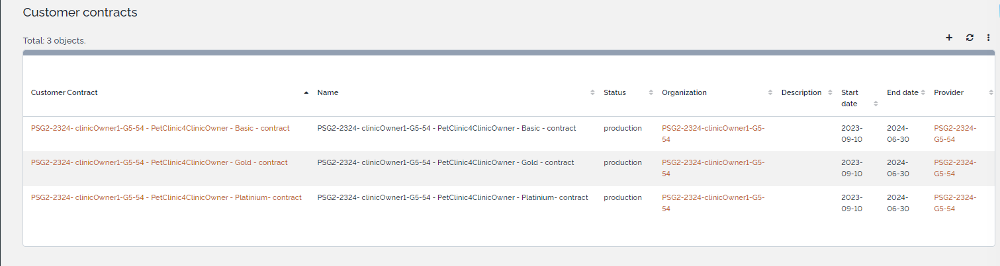 Customer contracts
Total: 3 objects.
Customer Contract Name Status Organization Description Start date End date Provider
PSG2-2324- clinicOwner1-G5-54 - PetClinic4ClinicOwner - Basic - contract PSG2-2324- clinicOwner1-G5-54 - PetClinic4ClinicOwner - Basic - contract production PSG2-2324-clinicOwner1-G5-54 2023-09-10 2024-06-30 PSG2-2324-G5-54
PSG2-2324- clinicOwner1-G5-54 - PetClinic4ClinicOwner - Gold - contract PSG2-2324- clinicOwner1-G5-54 - PetClinic4ClinicOwner - Gold - contract production PSG2-2324-clinicOwner1-G5-54 2023-09-10 2024-06-30 PSG2-2324-G5-54
PSG2-2324- clinicOwner1-G5-54 - PetClinic4ClinicOwner - Platinium- contract PSG2-2324- clinicOwner1-G5-54 - PetClinic4ClinicOwner - Platinium- contract production PSG2-2324-clinicOwner1-G5-54 2023-09-10 2024-06-30 PSG2-2324-G5-54